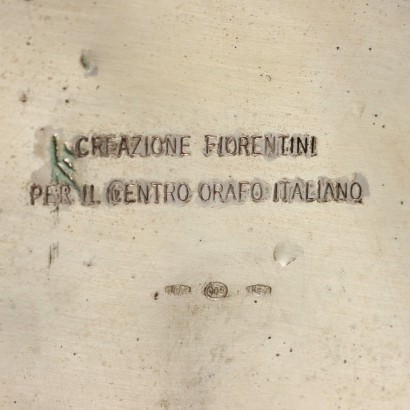 CREAZIONE FIORENTINI
PER IL CENTRO ORAFO ITALIANO